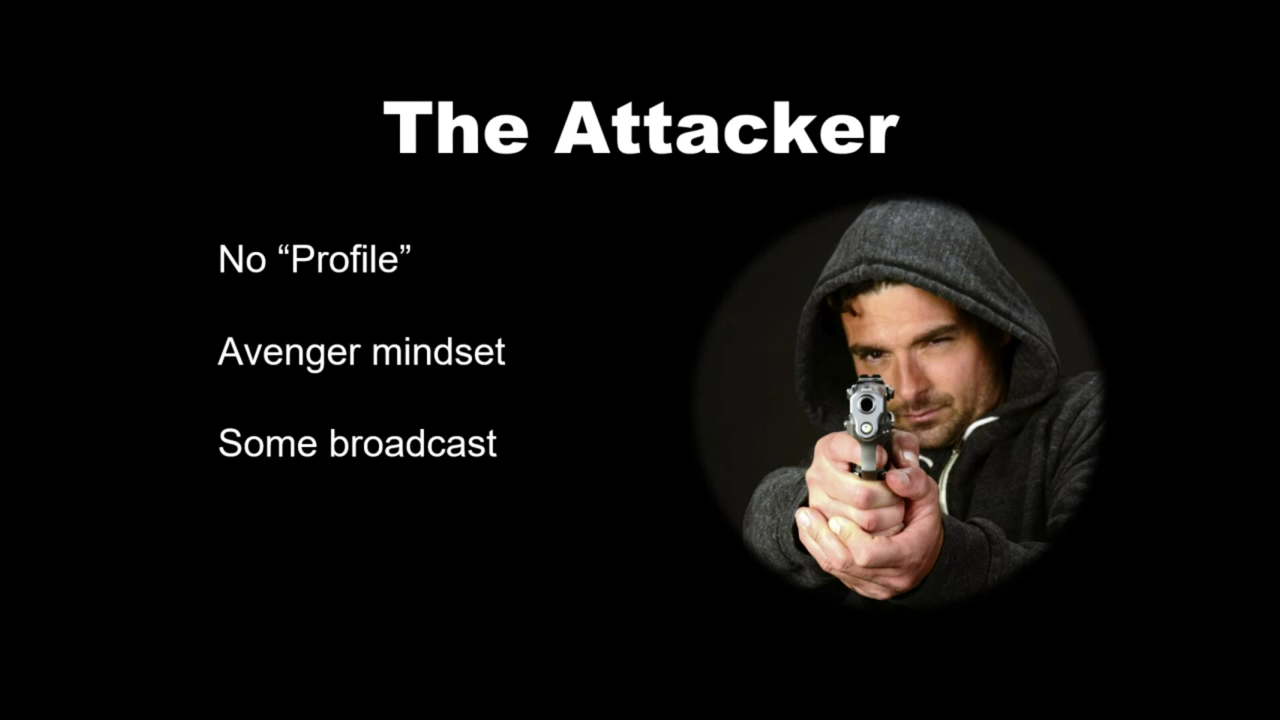 The Attacker
No “Profile”
Avenger mindset
Some broadcast